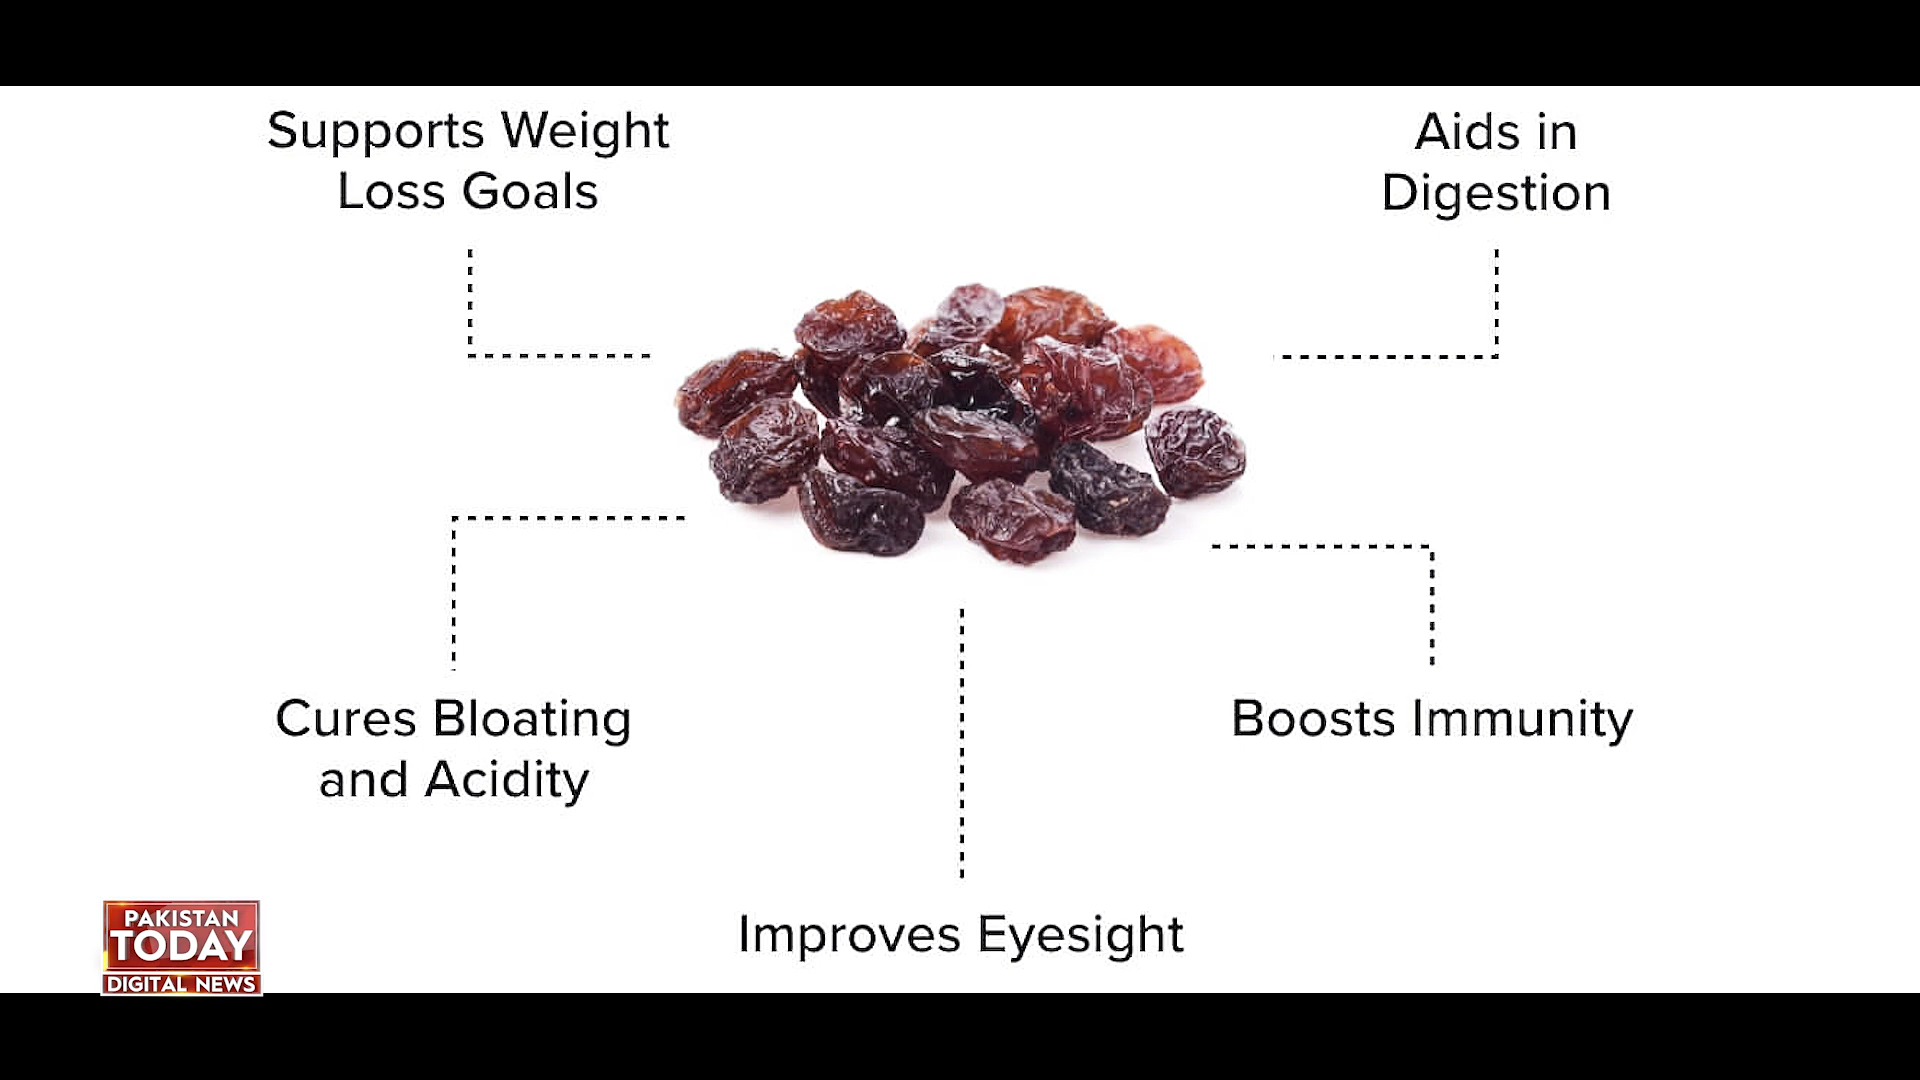 Supports Weight
Loss Goals
Aids in
Digestion
Cures Bloating
and Acidity
Boosts Immunity
Improves Eyesight
PAKISTAN
TODAY
DIGITAL NEWS